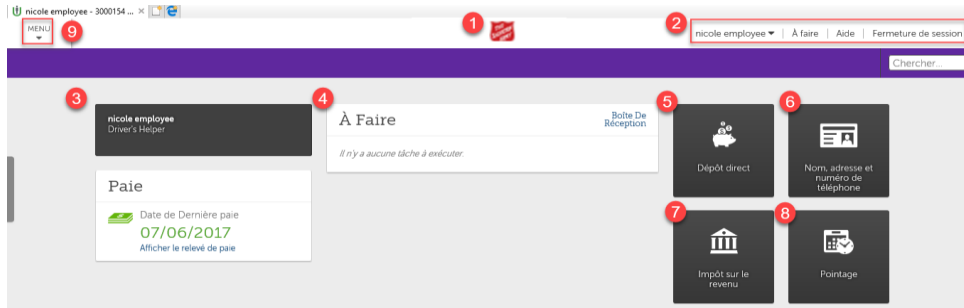 nicole employee - 3000154 ...
MENU
9
1
2
nicole employee
À faire
Aide
Fermeture de session
Chercher...
3
nicole employee
Driver's Helper
4
À Faire
Boîte De
Réception
Il n'y a aucune tâche à exécuter.
5
Dépôt direct
6
Nom, adresse et
numéro de
téléphone
Paie
Date de Dernière paie
07/06/2017
Afficher le relevé de paie
7
Impôt sur le
revenu
8
Pointage